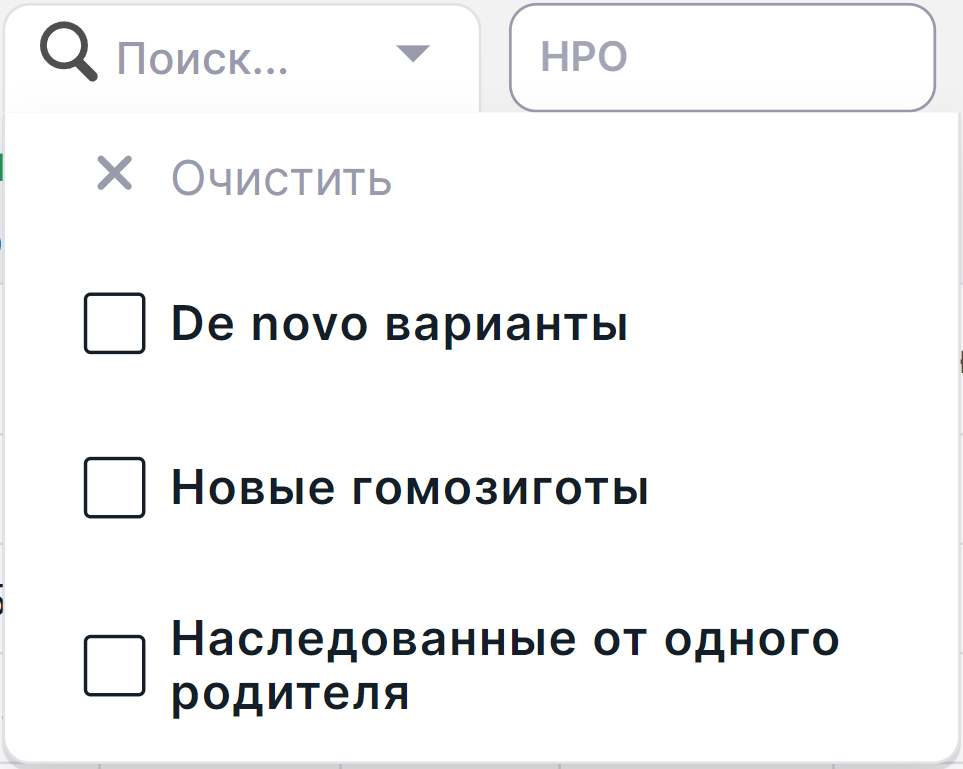 Поиск...
HPO
Очистить
De novo варианты
Новые гомозиготы
Наследованные от одного
родителя